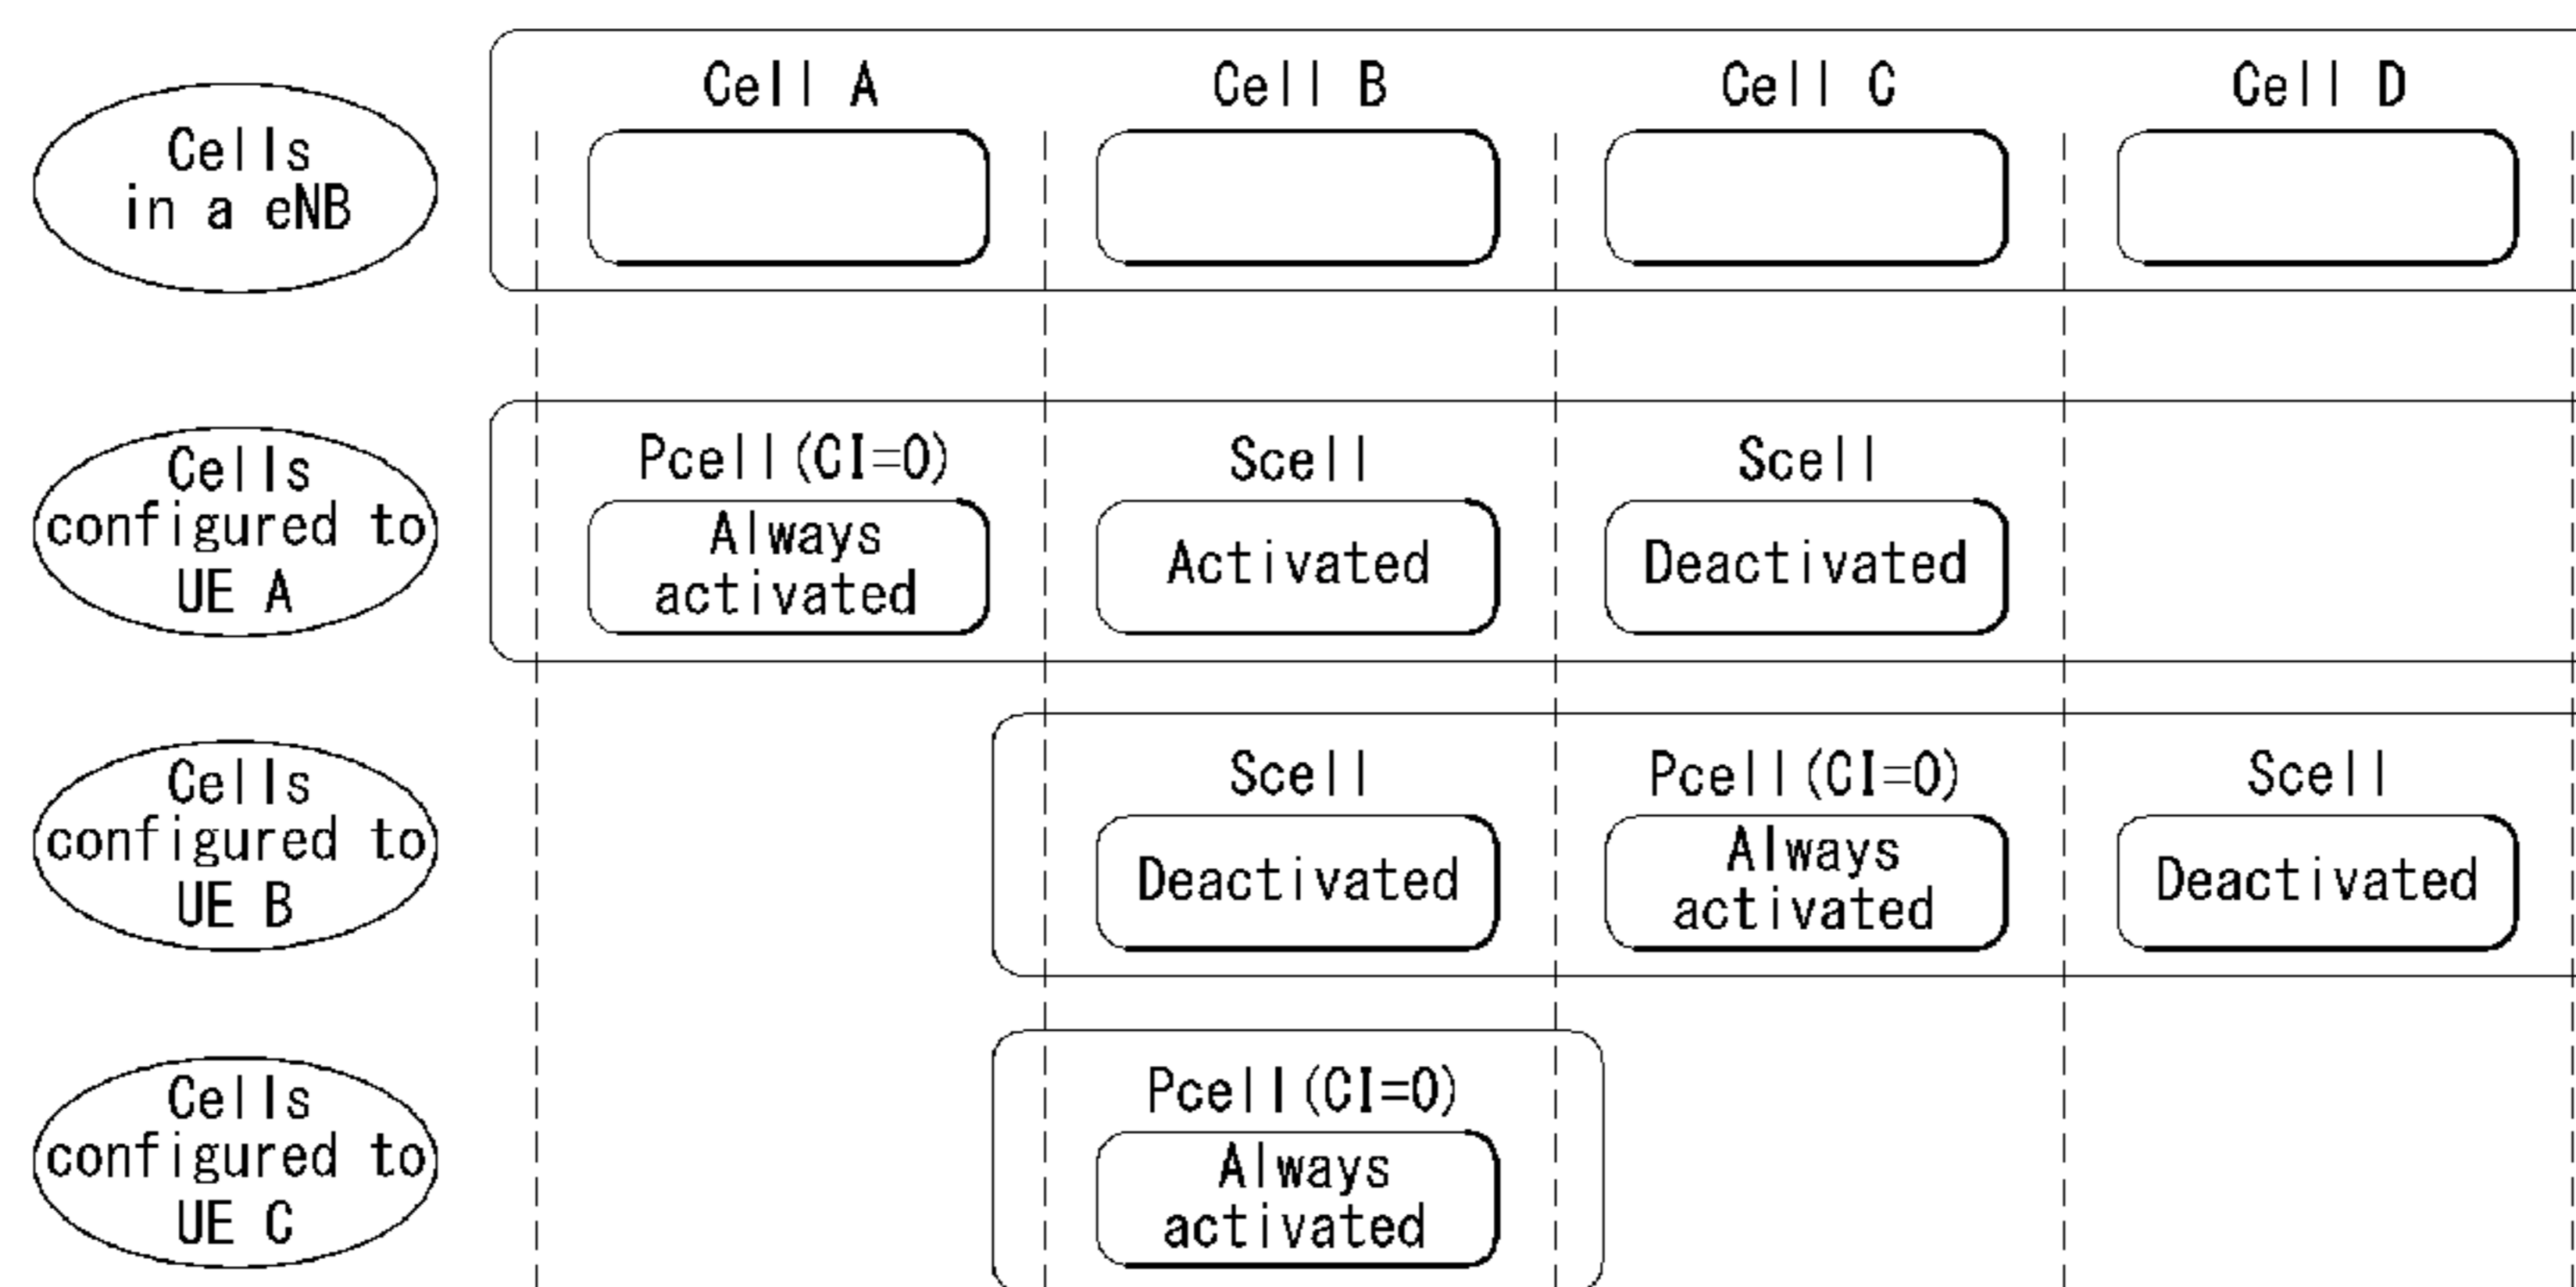 Cells
in a eNB
Cell A
Cell B
Cell C
Cell D
Cells
configured to
UE A
Pcell(CI=0)
Always
activated
Scell
Activated
Scell
Deactivated
Cells
configured to
UE B
Scell
Deactivated
Pcell(CI=0)
Always
activated
Scell
Deactivated
Cells
configured to
UE C
Pcell(CI=0)
Always
activated